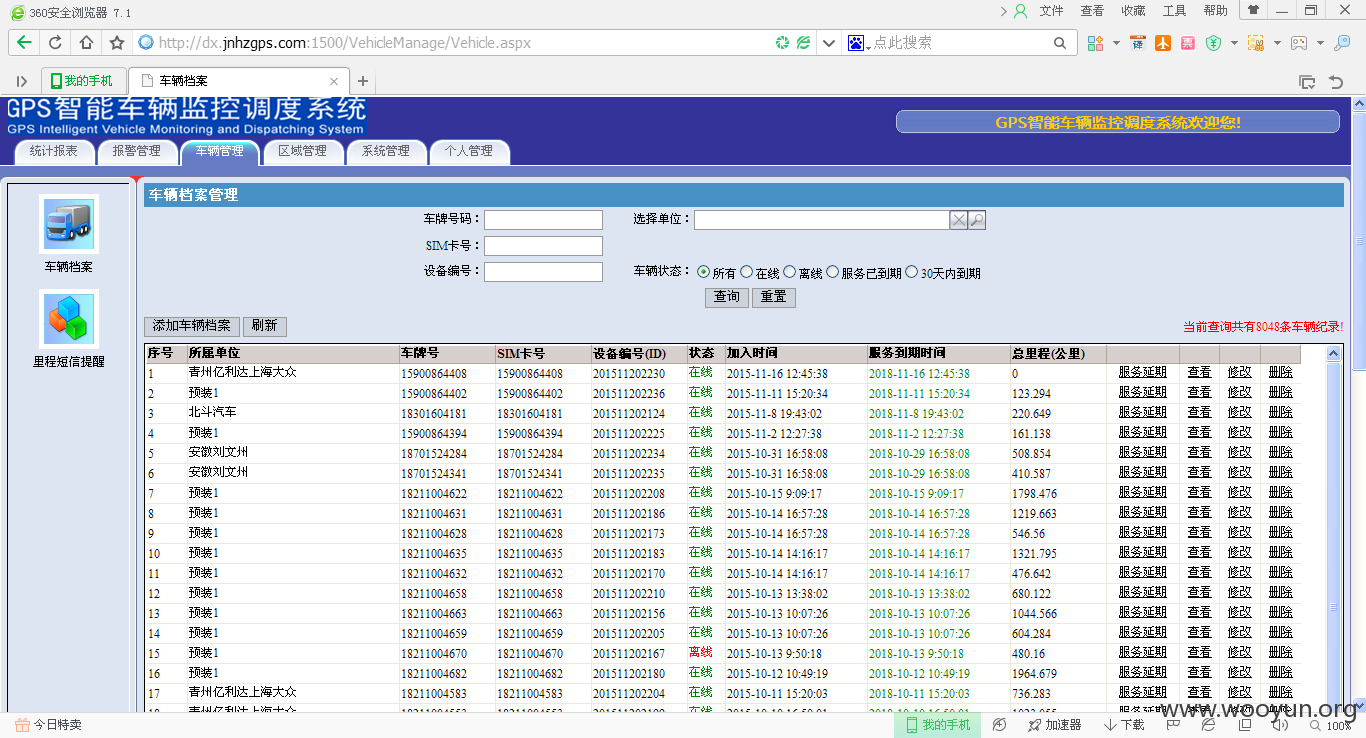 360安全浏览器 7.1
文件 查看 收藏 工具 帮助
http://dx.jnhzgps.com:1500/VehicleManage/Vehicle.aspx
点此搜索
我的手机 车辆档案
GPS智能车辆监控调度系统
GPS Intelligent Vehicle Monitoring and Dispatching System
GPS智能车辆监控调度系统欢迎您!
统计报表 报警管理 车辆管理 区域管理 系统管理 个人管理
车辆档案
里程短信提醒
车辆档案管理
车牌号码： 选择单位：
SIM卡号：
设备编号： 车辆状态： 所有 在线 离线 服务已到期 30天内到期
查询 重置
添加车辆档案 刷新
当前查询共有8048条车辆纪录!
序号 所属单位 车牌号 SIM卡号 设备编号(ID) 状态 加入时间 服务到期时间 总里程(公里)
1 青州亿利达上海大众 15900864408 15900864408 201511202230 在线 2015-11-16 12:45:38 2018-11-16 12:45:38 0 服务延期 查看 修改 删除
2 预装1 15900864402 15900864402 201511202236 在线 2015-11-11 15:20:34 2018-11-11 15:20:34 123.294 服务延期 查看 修改 删除
3 北斗汽车 18301604181 18301604181 201511202124 在线 2015-11-8 19:43:02 2018-11-8 19:43:02 220.649 服务延期 查看 修改 删除
4 预装1 15900864394 15900864394 201511202225 在线 2015-11-2 12:27:38 2018-11-2 12:27:38 161.138 服务延期 查看 修改 删除
5 安徽刘文州 18701524284 18701524284 201511202234 在线 2015-10-31 16:58:08 2018-10-29 16:58:08 508.854 服务延期 查看 修改 删除
6 安徽刘文州 18701524341 18701524341 201511202235 在线 2015-10-31 16:58:08 2018-10-29 16:58:08 410.587 服务延期 查看 修改 删除
7 预装1 18211004622 18211004622 201511202208 在线 2015-10-15 9:09:17 2018-10-15 9:09:17 1798.476 服务延期 查看 修改 删除
8 预装1 18211004631 18211004631 201511202186 在线 2015-10-14 16:57:28 2018-10-14 16:57:28 1219.663 服务延期 查看 修改 删除
9 预装1 18211004628 18211004628 201511202173 在线 2015-10-14 16:57:28 2018-10-14 16:57:28 546.56 服务延期 查看 修改 删除
10 预装1 18211004635 18211004635 201511202183 在线 2015-10-14 14:16:17 2018-10-14 14:16:17 1321.795 服务延期 查看 修改 删除
11 预装1 18211004632 18211004632 201511202170 在线 2015-10-14 14:16:17 2018-10-14 14:16:17 476.642 服务延期 查看 修改 删除
12 预装1 18211004658 18211004658 201511202210 在线 2015-10-13 13:38:02 2018-10-13 13:38:02 680.122 服务延期 查看 修改 删除
13 预装1 18211004663 18211004663 201511202156 在线 2015-10-13 10:07:26 2018-10-13 10:07:26 1044.566 服务延期 查看 修改 删除
14 预装1 18211004659 18211004659 201511202205 在线 2015-10-13 10:07:26 2018-10-13 10:07:26 604.284 服务延期 查看 修改 删除
15 预装1 18211004670 18211004670 201511202167 离线 2015-10-13 9:50:18 2018-10-13 9:50:18 480.16 服务延期 查看 修改 删除
16 预装1 18211004682 18211004682 201511202180 在线 2015-10-12 10:49:19 2018-10-12 10:49:19 1964.679 服务延期 查看 修改 删除
17 青州亿利达上海大众 18211004583 18211004583 201511202204 在线 2015-10-11 15:20:03 2018-10-11 15:20:03 736.283 服务延期 查看 修改 删除
www.wooyun.org
今日特卖 我的手机 加速器 下载 100%